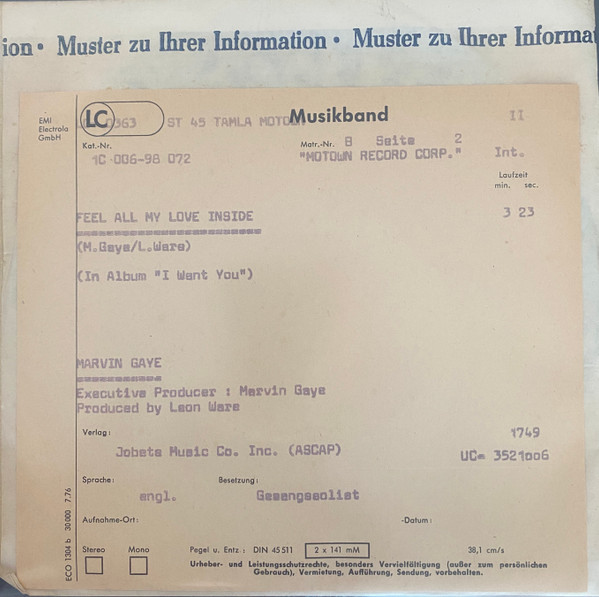 ion • Muster zu Ihrer Information • Muster zu Ihrer Informa
EMI
Electrola
GmbH
LC
0363 ST 45 TAMLA MOTOWN
Musikband
II
Kat.-Nr.
1C 006-98 072
Matr.-Nr. B Seite 2
"MOTOWN RECORD CORP."
Int.
Laufzeit
min. sec.
FEEL ALL MY LOVE INSIDE
3 23
(M.Gaye/L.Ware)
(In Album "I Want You")
MARVIN GAYE
Executive Producer : Marvin Gaye
Produced by Leon Ware
Verlag:
1749
Jobete Music Co. Inc. (ASCAP)
UC= 3521006
Sprache:
Besetzung:
engl.
Gesangsolist
Aufnahme-Ort:
-Datum:
Stereo
Mono
Pegel u. Entz.: DIN 45 511
2 x 141 mM
38,1 cm/s
Urheber- und Leistungsschutzrechte, besonders Vervielfältigung (außer zum persönlichen
Gebrauch), Vermietung, Aufführung, Sendung, vorbehalten.
ECO 1304 b 30 000 7.76